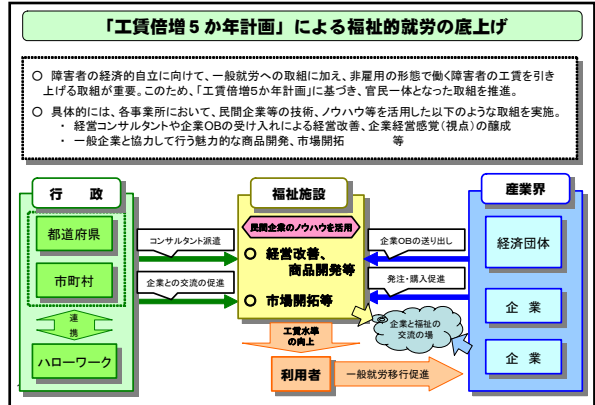 「工賃倍増５か年計画」による福祉的就労の底上げ
○ 障害者の経済的自立に向けて、一般就労への取組に加え、非雇用の形態で働く障害者の工賃を引き
上げる取組が重要。このため、「工賃倍増5か年計画」に基づき、官民一体となった取組を推進。
○ 具体的には、各事業所において、民間企業等の技術、ノウハウ等を活用した以下のような取組を実施。
・ 経営コンサルタントや企業OBの受け入れによる経営改善、企業経営感覚（視点）の醸成
・ 一般企業と協力して行う魅力的な商品開発、市場開拓 等
行 政
都道府県
市町村
連
携
ハローワーク
コンサルタント派遣
企業との交流の促進
福祉施設
民間企業のノウハウを活用
○ 経営改善、
商品開発等
○ 市場開拓等
工賃水準
の向上
利用者
一般就労移行促進
企業OBの送り出し
発注・購入促進
企業と福祉の
交流の場
産業界
経済団体
企 業
企 業